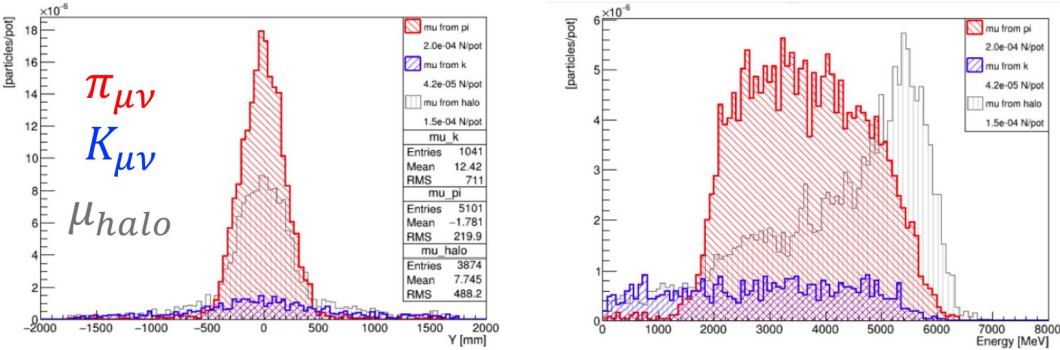 ×10⁻⁶
[particles/pot]
18
16
14
12
10
8
6
4
2
0
−2000 −1500 −1000 −500 0 500 1000 1500 2000
Y [mm]
π_μν
K_μν
μ_halo
mu from pi
2.0e-04 N/pot
mu from k
4.2e-05 N/pot
mu from halo
1.5e-04 N/pot
mu_k
Entries 1041
Mean 12.42
RMS 711
mu_pi
Entries 5101
Mean −1.781
RMS 219.9
mu_halo
Entries 3874
Mean 7.745
RMS 488.2
×10⁻⁶
[particles/pot]
6
5
4
3
2
1
0
0 1000 2000 3000 4000 5000 6000 7000 8000
Energy [MeV]
mu from pi
2.0e-04 N/pot
mu from k
4.2e-05 N/pot
mu from halo
1.5e-04 N/pot